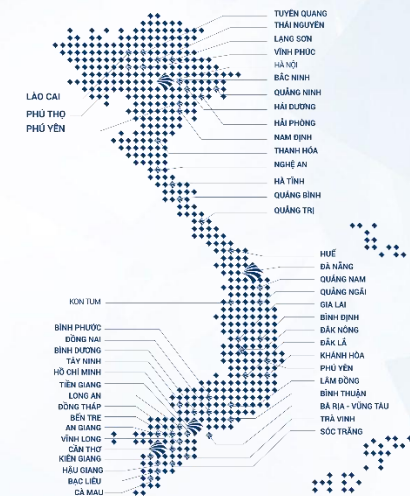 TUYÊN QUANG
THÁI NGUYÊN
LẠNG SƠN
VĨNH PHÚC
HÀ NỘI
BẮC NINH
QUẢNG NINH
HẢI DƯƠNG
HẢI PHÒNG
NAM ĐỊNH
THANH HÓA
NGHỆ AN
HÀ TĨNH
QUẢNG BÌNH
QUẢNG TRỊ
LÀO CAI
PHÚ THỌ
PHÚ YÊN
HUẾ
ĐÀ NẴNG
QUẢNG NAM
QUẢNG NGÃI
GIA LAI
BÌNH ĐỊNH
ĐĂK NÔNG
ĐĂK LĂ
KHÁNH HÒA
PHÚ YÊN
LÂM ĐỒNG
BÌNH THUẬN
BÀ RỊA - VŨNG TÀU
TRÀ VINH
SÓC TRĂNG
KON TUM
BÌNH PHƯỚC
ĐỒNG NAI
BÌNH DƯƠNG
TÂY NINH
HỒ CHÍ MINH
TIỀN GIANG
LONG AN
ĐỒNG THÁP
BẾN TRE
AN GIANG
VĨNH LONG
CẦN THƠ
KIÊN GIANG
HẬU GIANG
BẠC LIÊU
CÀ MAU